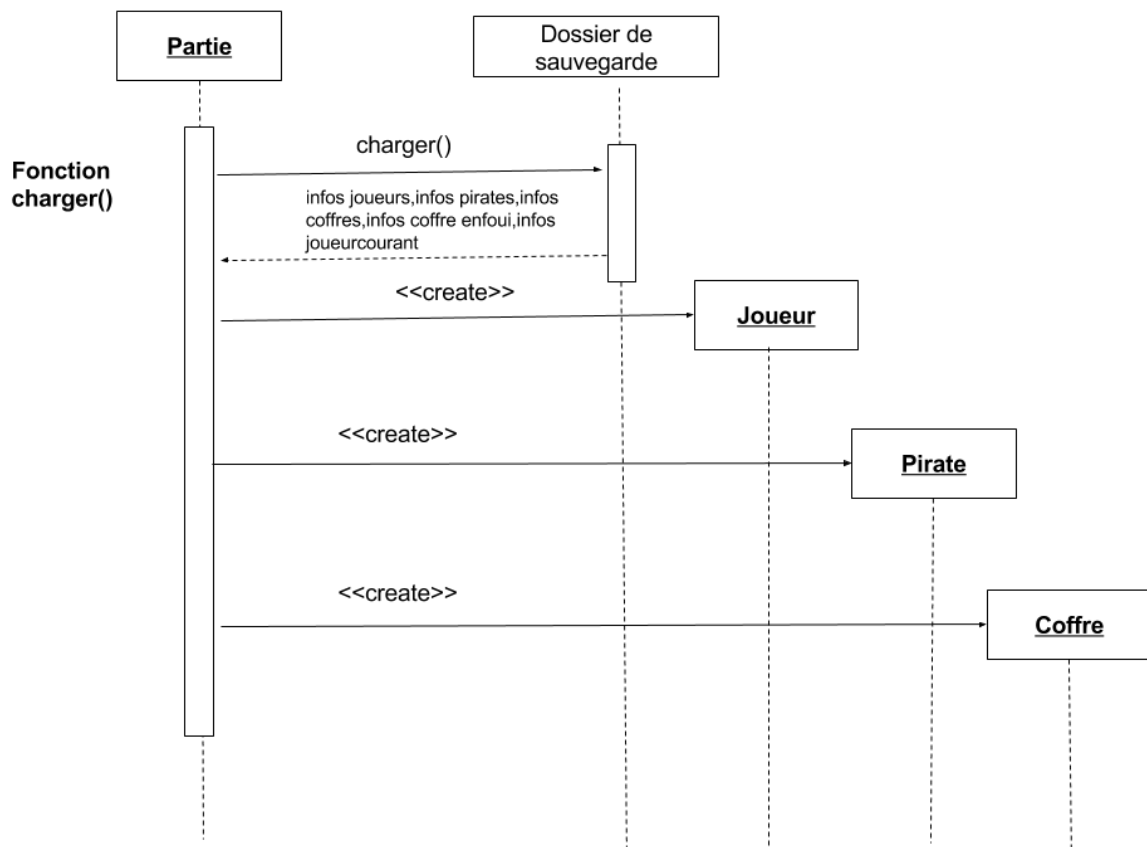 Partie
Dossier de
sauvegarde
Fonction
charger()
charger()
infos joueurs,infos pirates,infos
coffres,infos coffre enfoui,infos
joueurcourant
<<create>>
Joueur
<<create>>
Pirate
<<create>>
Coffre